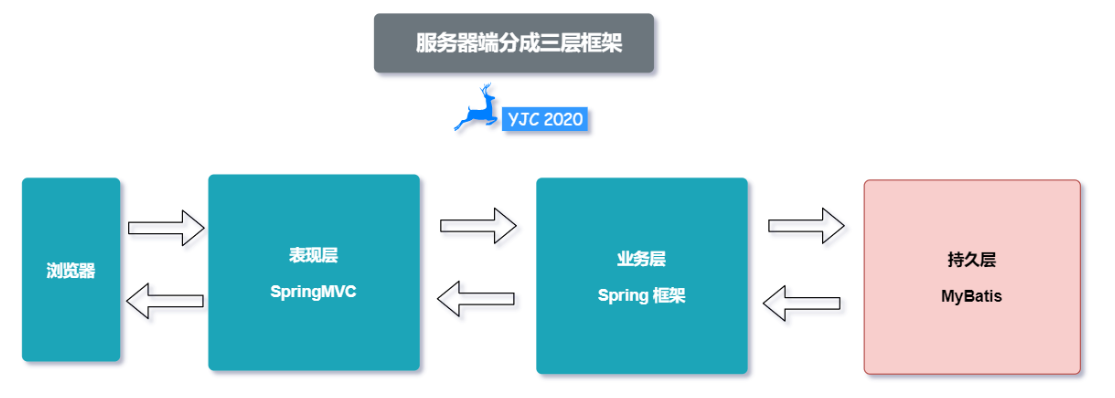 服务器端分成三层框架
YJC 2020
浏览器
表现层
SpringMVC
业务层
Spring 框架
持久层
MyBatis